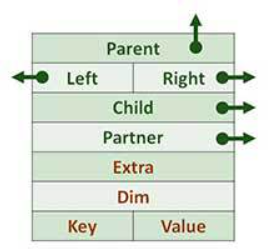 Parent
Left Right
Child
Partner
Extra
Dim
Key Value